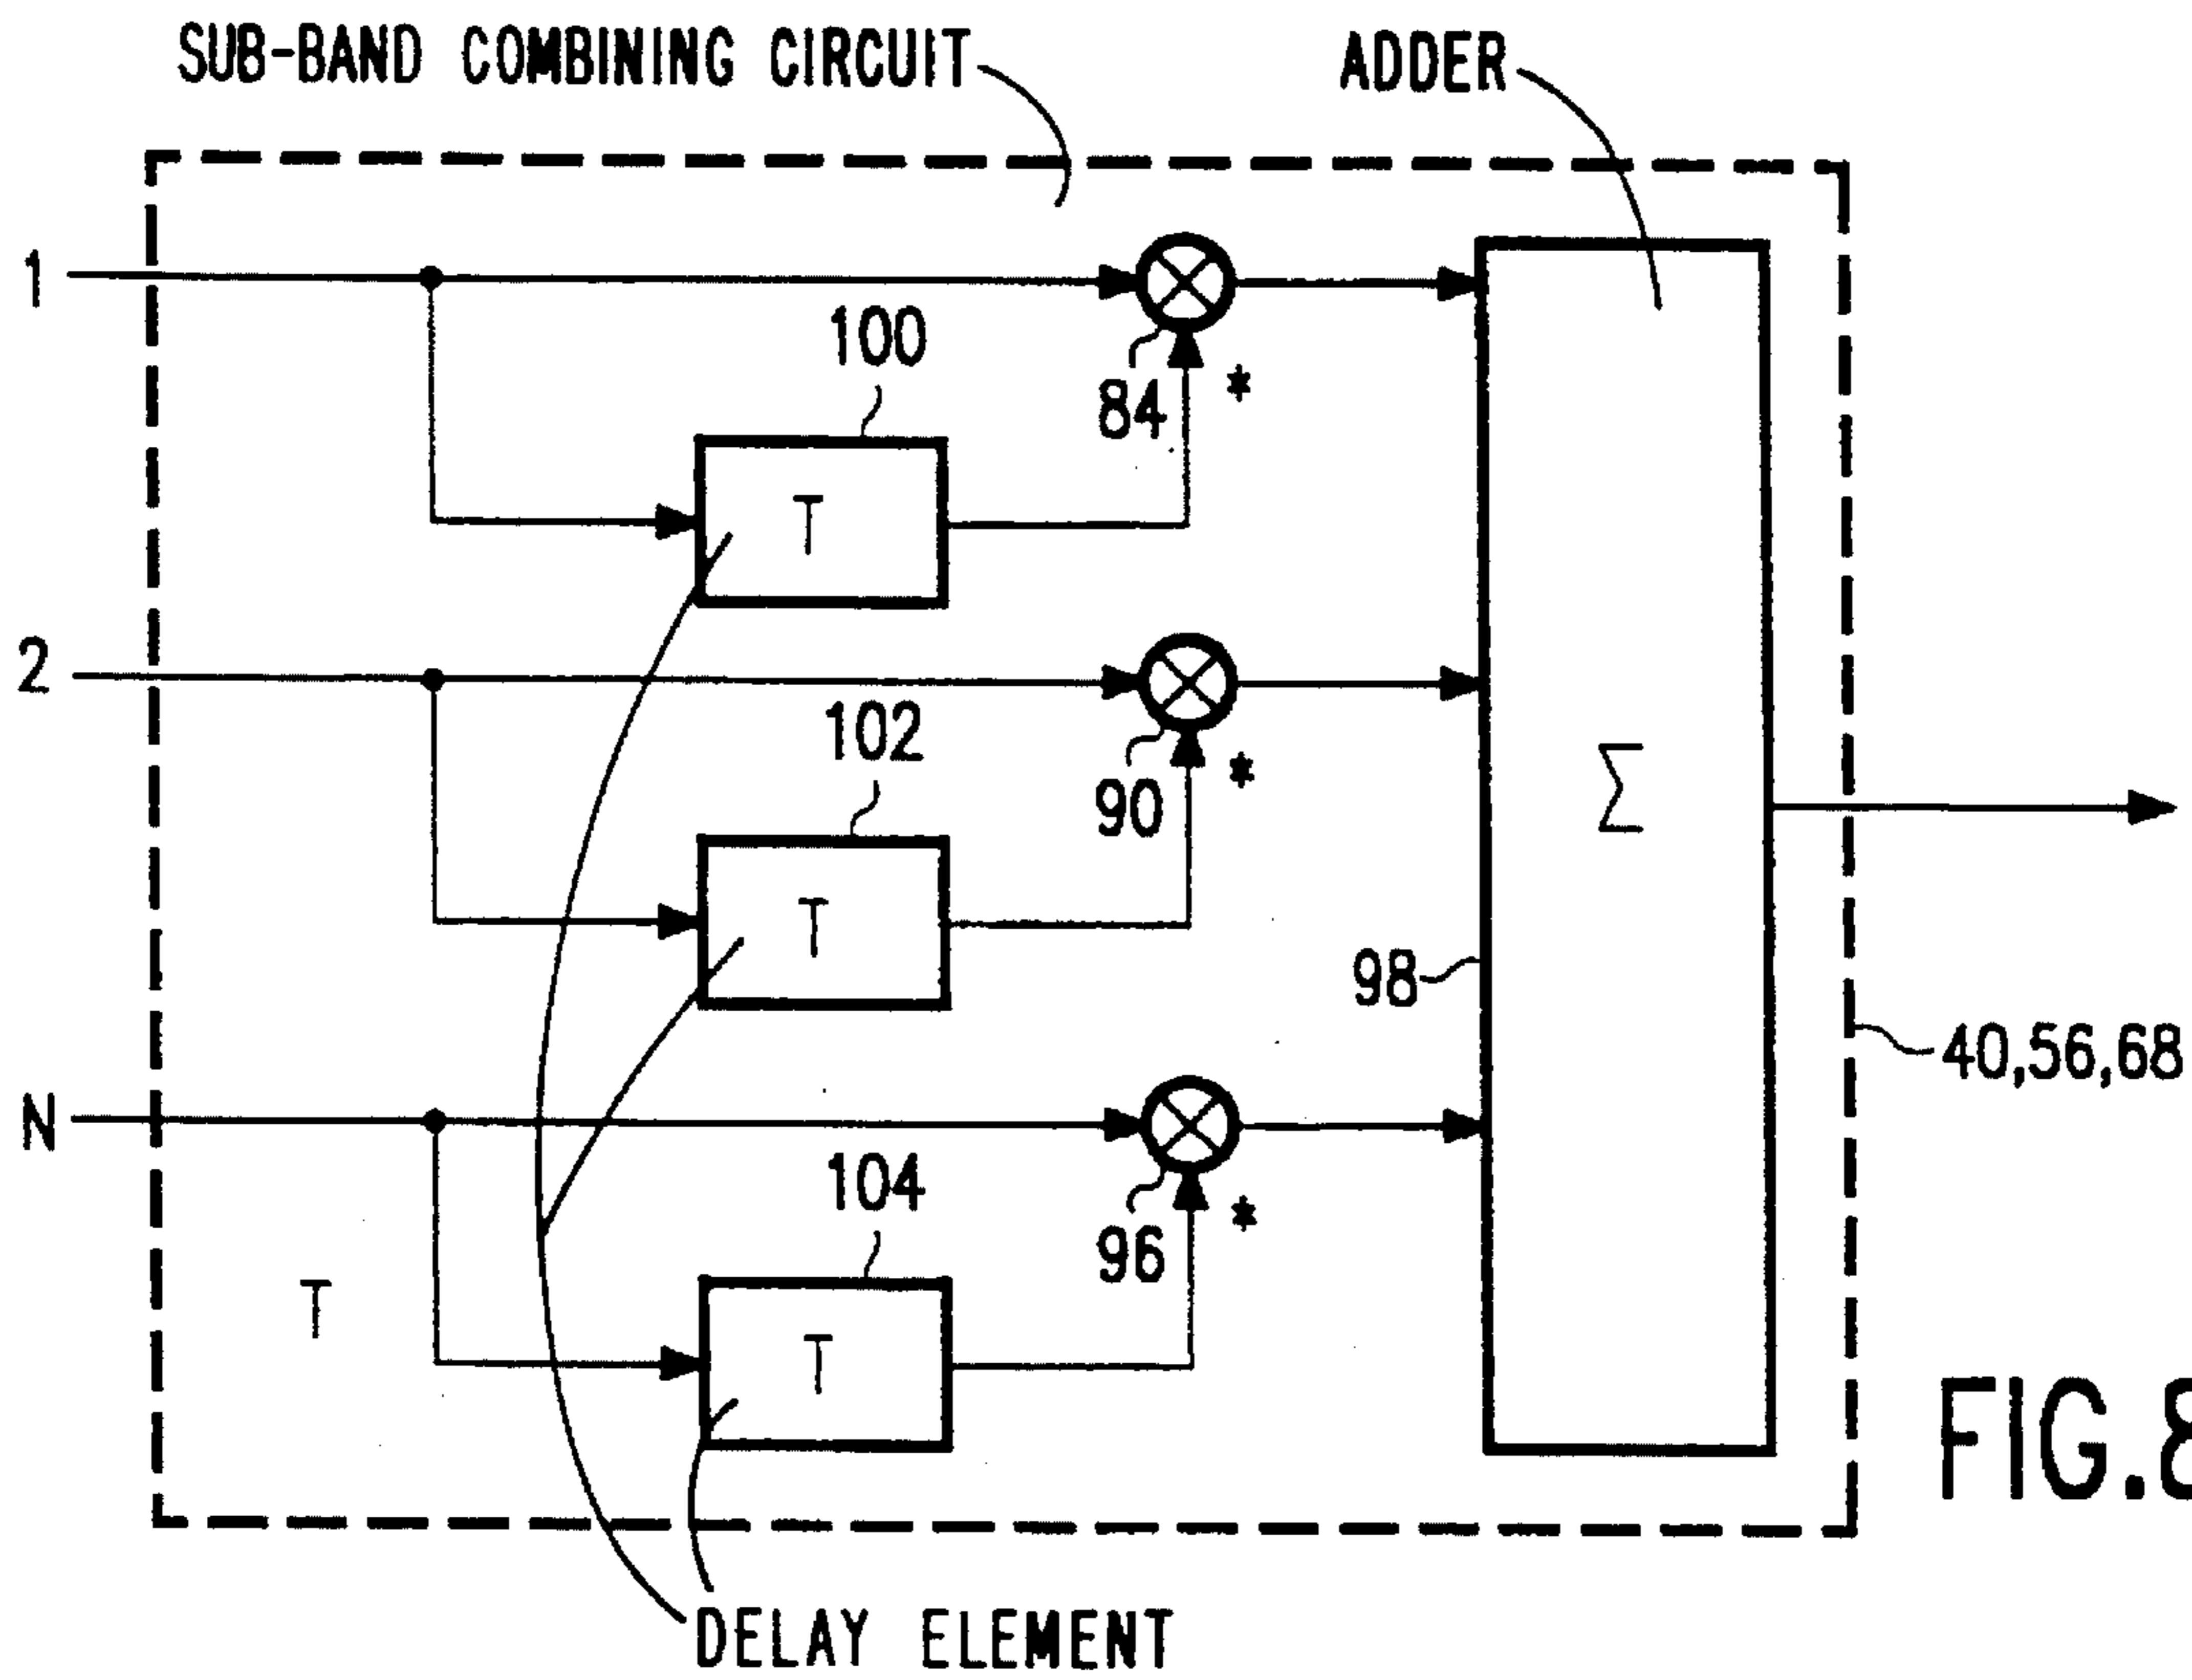 SUB-BAND COMBINING CIRCUIT
ADDER
1
100
84
*
T
2
102
90
*
T
Σ
98
40,56,68
N
104
96
*
T
T
FIG.8
DELAY ELEMENT